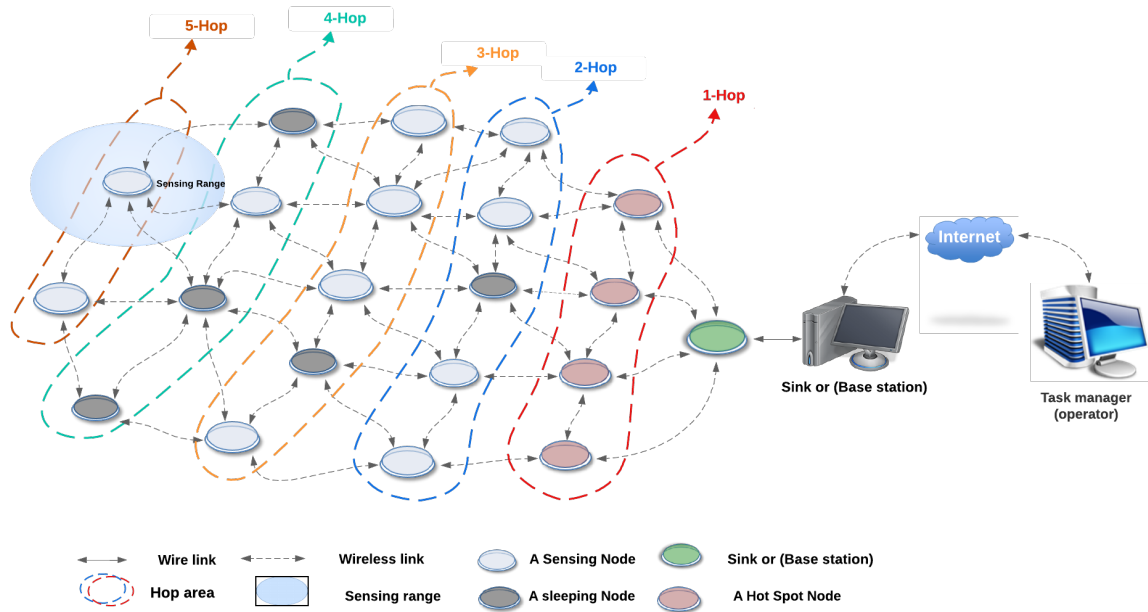 5-Hop
4-Hop
3-Hop
2-Hop
1-Hop
Sensing Range
Internet
Sink or (Base station)
Task manager
(operator)
Wire link
Wireless link
A Sensing Node
Sink or (Base station)
Hop area
Sensing range
A sleeping Node
A Hot Spot Node